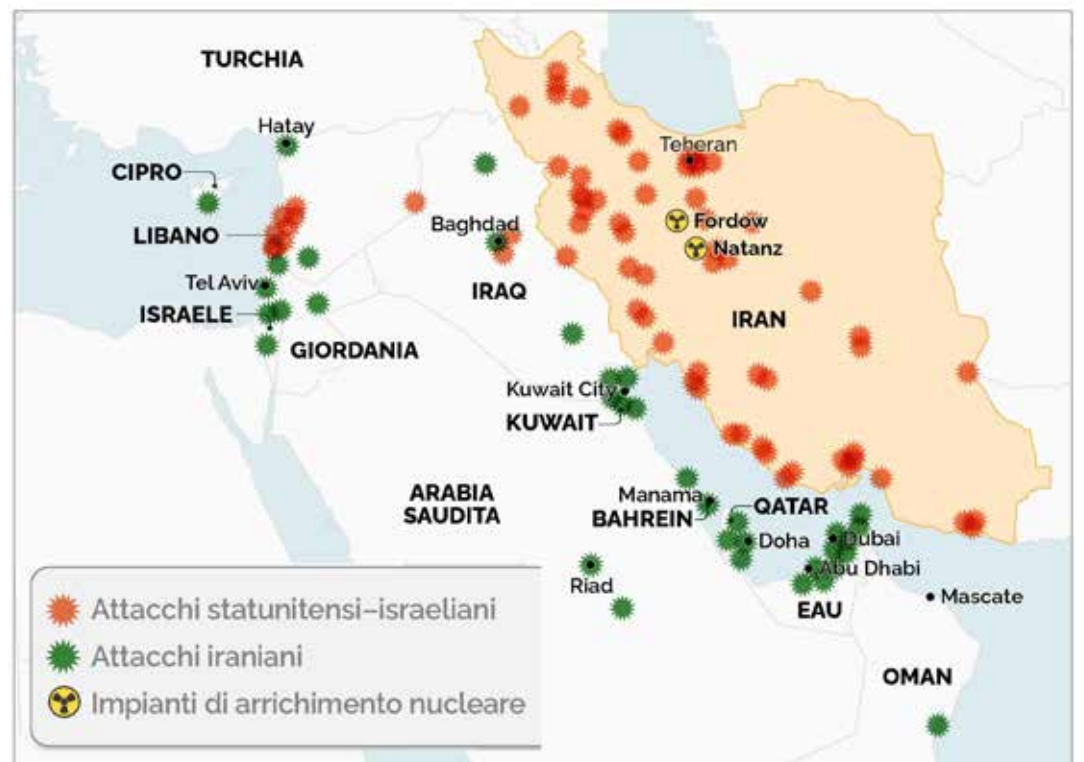 TURCHIA
Hatay
CIPRO
Teheran
LIBANO
Baghdad
Fordow
Natanz
Tel Aviv
IRAQ
ISRAELE
IRAN
GIORDANIA
Kuwait City
KUWAIT
ARABIA
SAUDITA
Manama
BAHREIN
QATAR
Doha
Dubai
Abu Dhabi
Riad
EAU
Mascate
OMAN
Attacchi statunitensi-israeliani
Attacchi iraniani
Impianti di arrichimento nucleare